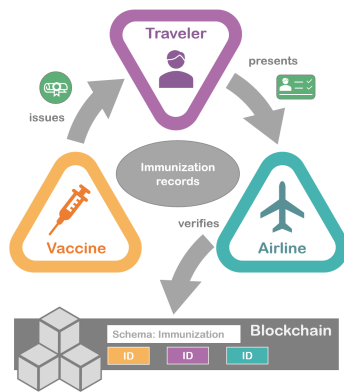 Traveler
issues
presents
Immunization
records
Vaccine
verifies
Airline
Schema: Immunization
Blockchain
ID
ID
ID